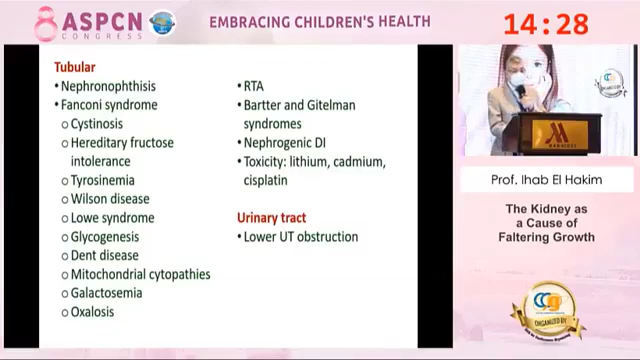 8 ASPCN
CONGRESS
EMBRACING CHILDREN'S HEALTH
14:28
Tubular
•Nephronophthisis
•Fanconi syndrome
o Cystinosis
o Hereditary fructose
intolerance
o Tyrosinemia
o Wilson disease
o Lowe syndrome
o Glycogenesis
o Dent disease
o Mitochondrial cytopathies
o Galactosemia
o Oxalosis
•RTA
•Bartter and Gitelman
syndromes
•Nephrogenic DI
•Toxicity: lithium, cadmium,
cisplatin
Urinary tract
•Lower UT obstruction
Prof. Ihab El Hakim
The Kidney as
a Cause of
Faltering Growth
ORGANIZED BY